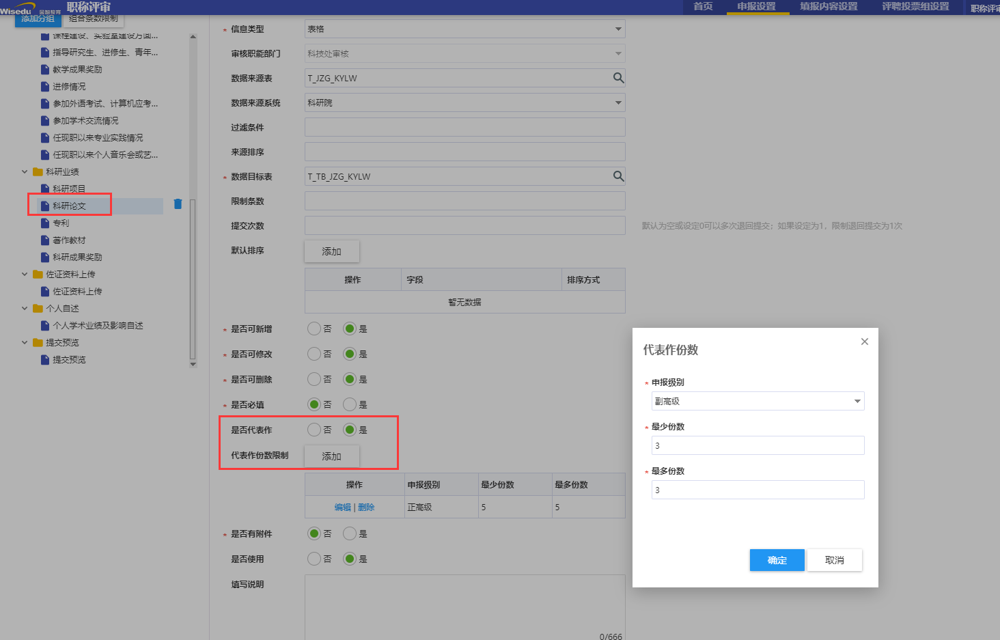 Wisedu 金智教育 职称评审
首页 申报设置 填报内容设置 评聘投票组设置 职称评审
添加分组 组合条数限制
课程建设、实验室建设方面...
指导研究生、进修生、青年...
教学成果奖励
进修情况
参加外语考试、计算机应考...
参加学术交流情况
任现职以来专业实践情况
任现职以来个人音乐会或艺...
科研业绩
科研项目
科研论文
专利
著作教材
科研成果奖励
佐证资料上传
佐证资料上传
个人自述
个人学术业绩及影响自述
提交预览
提交预览
* 信息类型 表格
审核职能部门 科技处审核
数据来源表 T_JZG_KYLW
数据来源系统 科研院
过滤条件
来源排序
* 数据目标表 T_TB_JZG_KYLW
限制条数
提交次数 默认为空或设定0可以多次退回提交；如果设定为1，限制退回提交为1次
默认排序 添加
操作 字段 排序方式
暂无数据
* 是否可新增 否 是
* 是否可修改 否 是
* 是否可删除 否 是
* 是否必填 否 是
是否代表作 否 是
代表作份数限制 添加
操作 申报级别 最少份数 最多份数
编辑 | 删除 正高级 5 5
* 是否有附件 否 是
是否使用 否 是
填写说明
0/666
代表作份数
* 申报级别
副高级
* 最少份数
3
* 最多份数
3
确定 取消